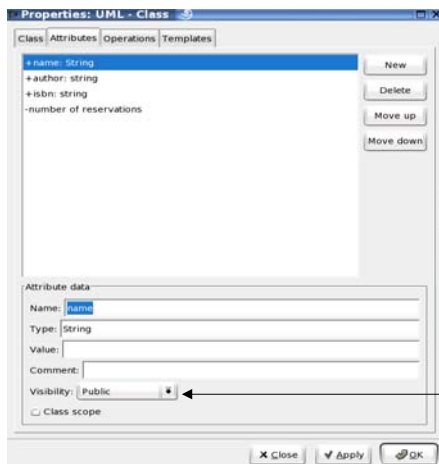 Properties: UML - Class
Class Attributes Operations Templates
+name: String
+author: string
+isbn: string
-number of reservations
New
Delete
Move up
Move down
Attribute data
Name: name
Type: String
Value:
Comment:
Visibility: Public
Class scope
Close Apply OK